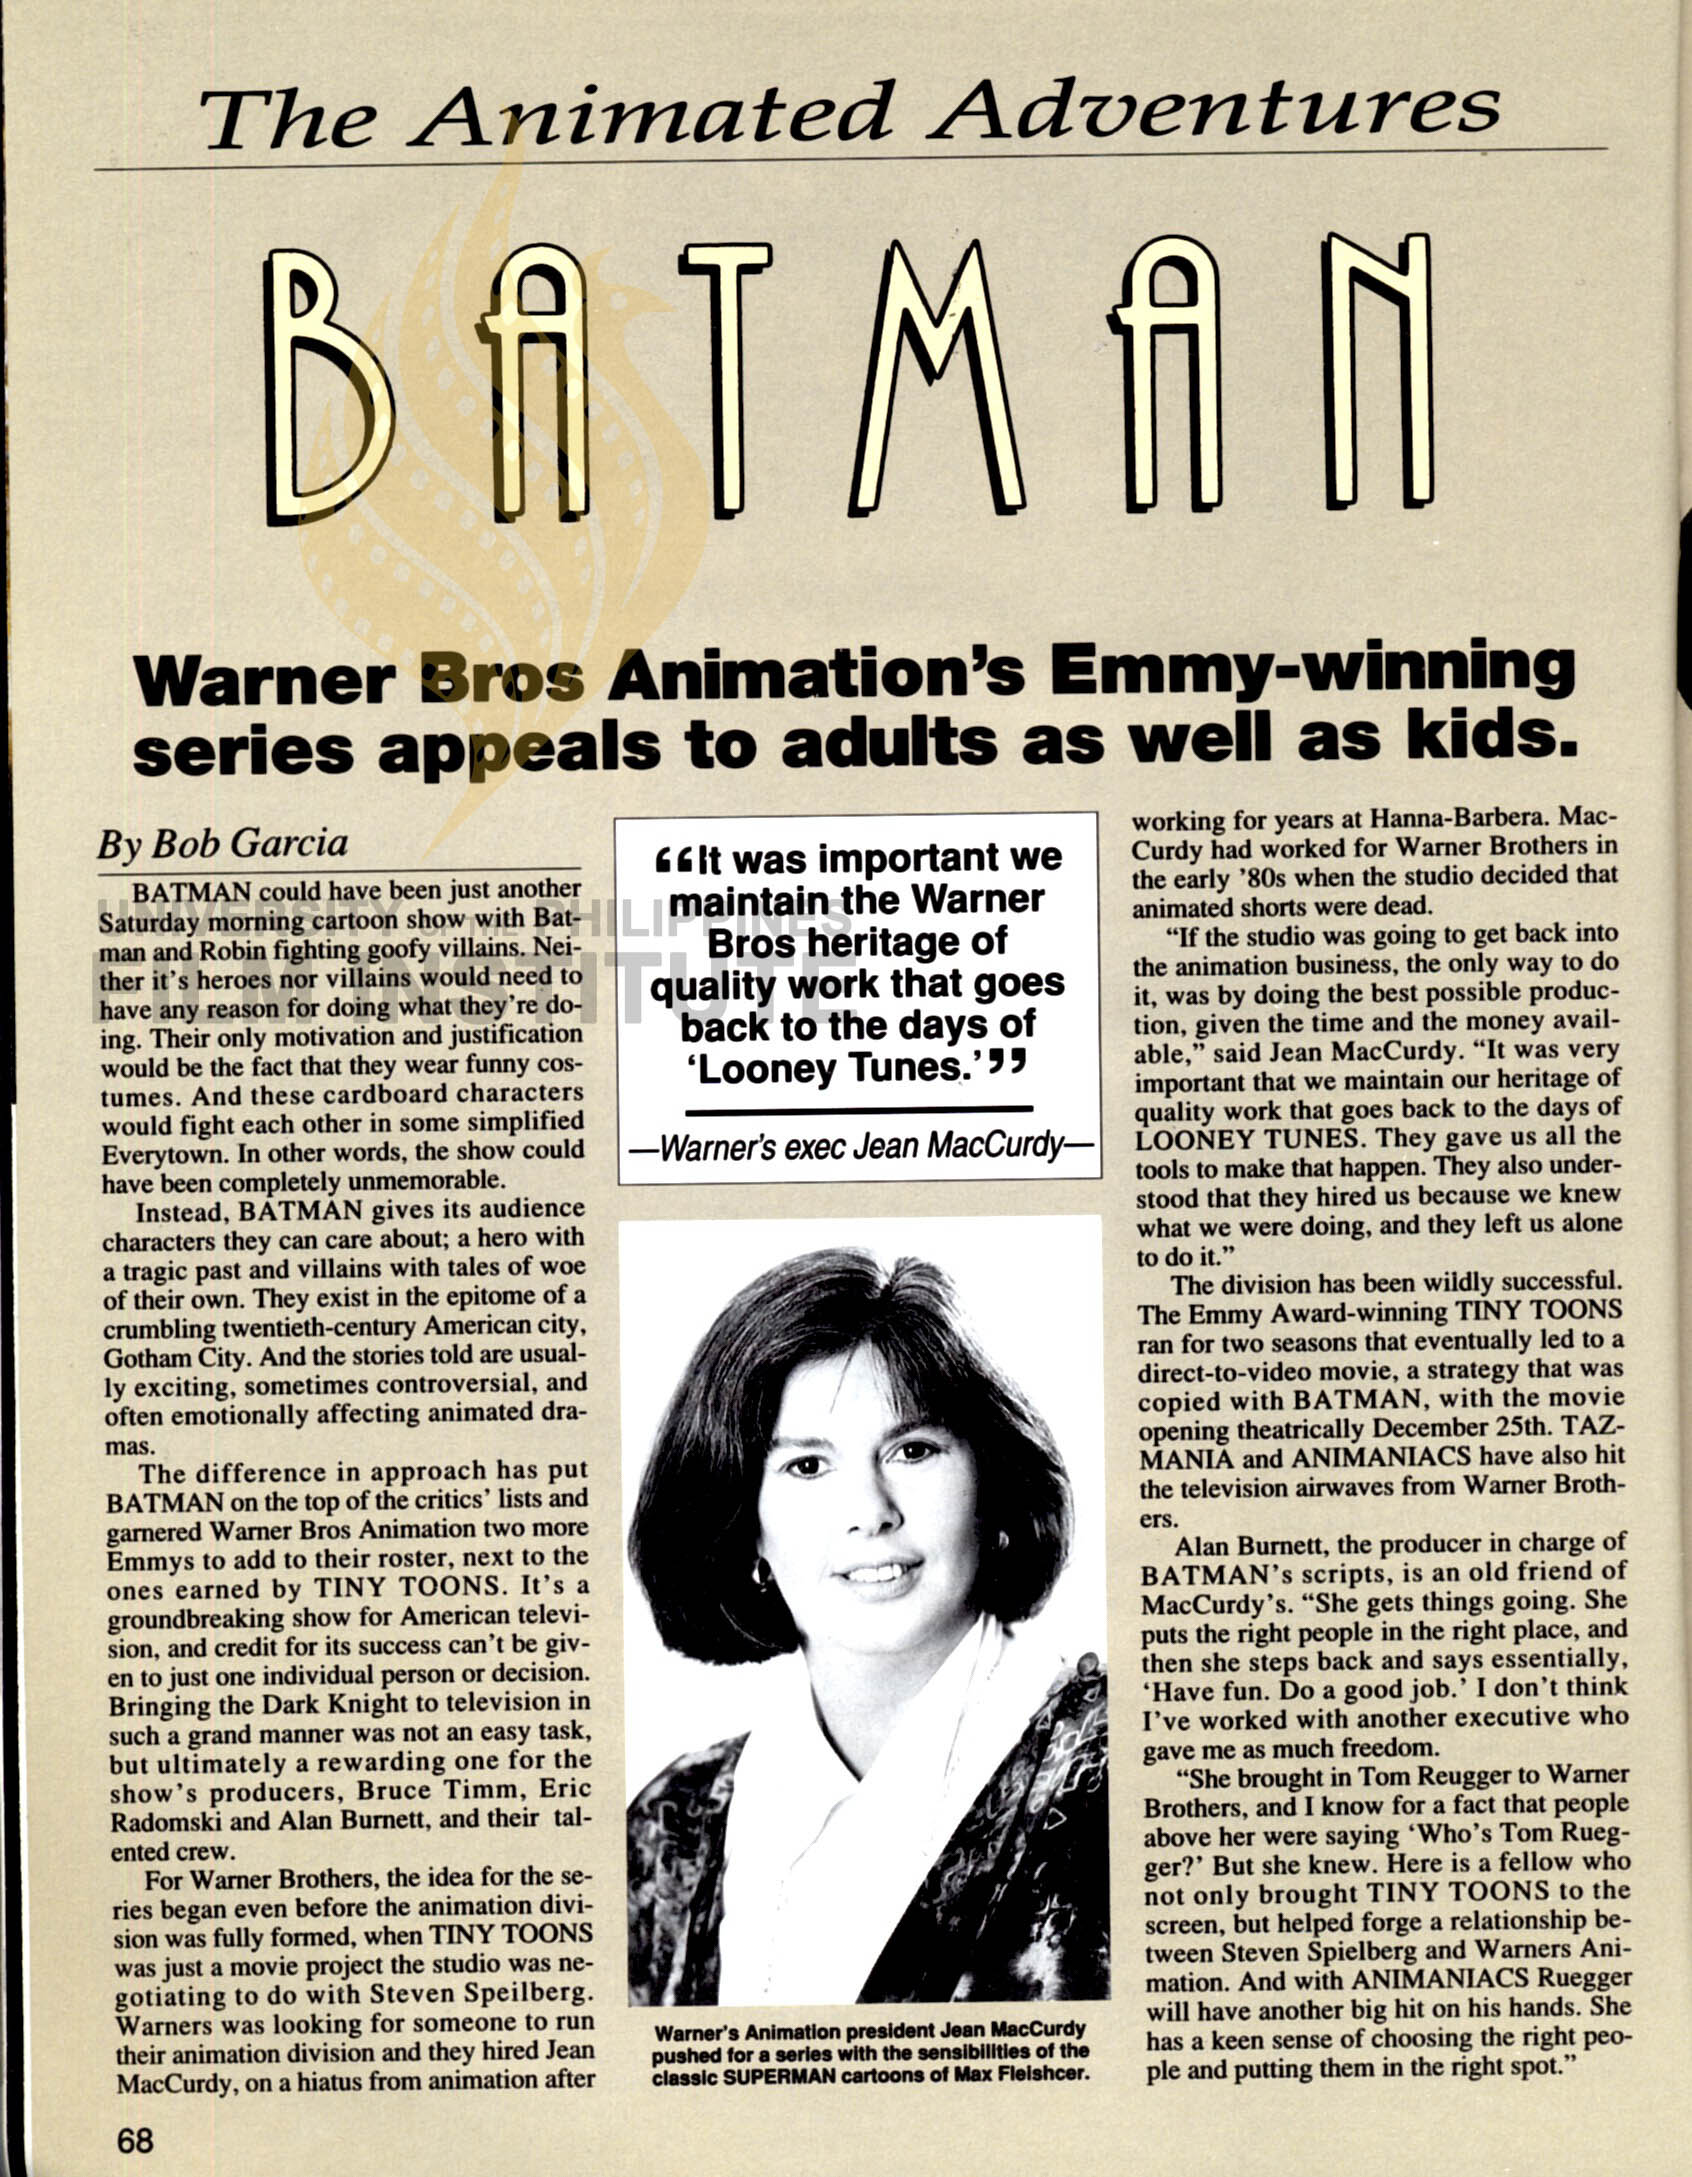 The Animated Adventures
BATMAN
Warner Bros Animation's Emmy-winning
series appeals to adults as well as kids.
By Bob Garcia
BATMAN could have been just another
Saturday morning cartoon show with Bat-
man and Robin fighting goofy villains. Nei-
ther it's heroes nor villains would need to
have any reason for doing what they're do-
ing. Their only motivation and justification
would be the fact that they wear funny cos-
tumes. And these cardboard characters
would fight each other in some simplified
Everytown. In other words, the show could
have been completely unmemorable.
Instead, BATMAN gives its audience
characters they can care about; a hero with
a tragic past and villains with tales of woe
of their own. They exist in the epitome of a
crumbling twentieth-century American city,
Gotham City. And the stories told are usual-
ly exciting, sometimes controversial, and
often emotionally affecting animated dra-
mas.
The difference in approach has put
BATMAN on the top of the critics' lists and
garnered Warner Bros Animation two more
Emmys to add to their roster, next to the
ones earned by TINY TOONS. It's a
groundbreaking show for American televi-
sion, and credit for its success can't be giv-
en to just one individual person or decision.
Bringing the Dark Knight to television in
such a grand manner was not an easy task,
but ultimately a rewarding one for the
show's producers, Bruce Timm, Eric
Radomski and Alan Burnett, and their tal-
ented crew.
For Warner Brothers, the idea for the se-
ries began even before the animation divi-
sion was fully formed, when TINY TOONS
was just a movie project the studio was ne-
gotiating to do with Steven Speilberg.
Warners was looking for someone to run
their animation division and they hired Jean
MacCurdy, on a hiatus from animation after
“It was important we
maintain the Warner
Bros heritage of
quality work that goes
back to the days of
‘Looney Tunes.’”
—Warner's exec Jean MacCurdy—
Warner's Animation president Jean MacCurdy
pushed for a series with the sensibilities of the
classic SUPERMAN cartoons of Max Fleishcer.
working for years at Hanna-Barbera. Mac-
Curdy had worked for Warner Brothers in
the early '80s when the studio decided that
animated shorts were dead.
“If the studio was going to get back into
the animation business, the only way to do
it, was by doing the best possible produc-
tion, given the time and the money avail-
able,” said Jean MacCurdy. “It was very
important that we maintain our heritage of
quality work that goes back to the days of
LOONEY TUNES. They gave us all the
tools to make that happen. They also under-
stood that they hired us because we knew
what we were doing, and they left us alone
to do it.”
The division has been wildly successful.
The Emmy Award-winning TINY TOONS
ran for two seasons that eventually led to a
direct-to-video movie, a strategy that was
copied with BATMAN, with the movie
opening theatrically December 25th. TAZ-
MANIA and ANIMANIACS have also hit
the television airwaves from Warner Broth-
ers.
Alan Burnett, the producer in charge of
BATMAN's scripts, is an old friend of
MacCurdy's. “She gets things going. She
puts the right people in the right place, and
then she steps back and says essentially,
‘Have fun. Do a good job.’ I don't think
I've worked with another executive who
gave me as much freedom.
“She brought in Tom Reugger to Warner
Brothers, and I know for a fact that people
above her were saying ‘Who's Tom Rueg-
ger?’ But she knew. Here is a fellow who
not only brought TINY TOONS to the
screen, but helped forge a relationship be-
tween Steven Spielberg and Warners Ani-
mation. And with ANIMANIACS Ruegger
will have another big hit on his hands. She
has a keen sense of choosing the right peo-
ple and putting them in the right spot.”
68
UNIVERSITY OF THE PHILIPPINES
FILM INSTITUTE